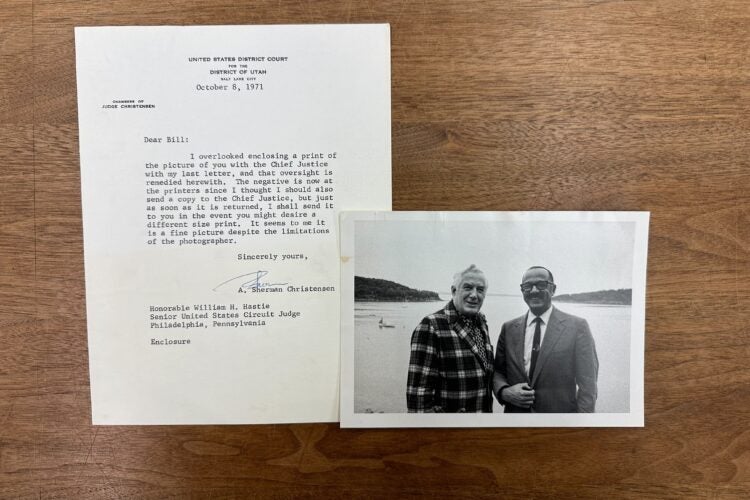 UNITED STATES DISTRICT COURT
FOR THE
DISTRICT OF UTAH
SALT LAKE CITY
October 8, 1971
CHAMBERS OF
JUDGE CHRISTENSEN
Dear Bill:
I overlooked enclosing a print of
the picture of you with the Chief Justice
with my last letter, and that oversight is
remedied herewith. The negative is now at
the printers since I thought I should also
send a copy to the Chief Justice, but just
as soon as it is returned, I shall send it
to you in the event you might desire a
different size print. It seems to me it
is a fine picture despite the limitations
of the photographer.
Sincerely yours,
A. Sherman Christensen
Honorable William H. Hastie
Senior United States Circuit Judge
Philadelphia, Pennsylvania
Enclosure